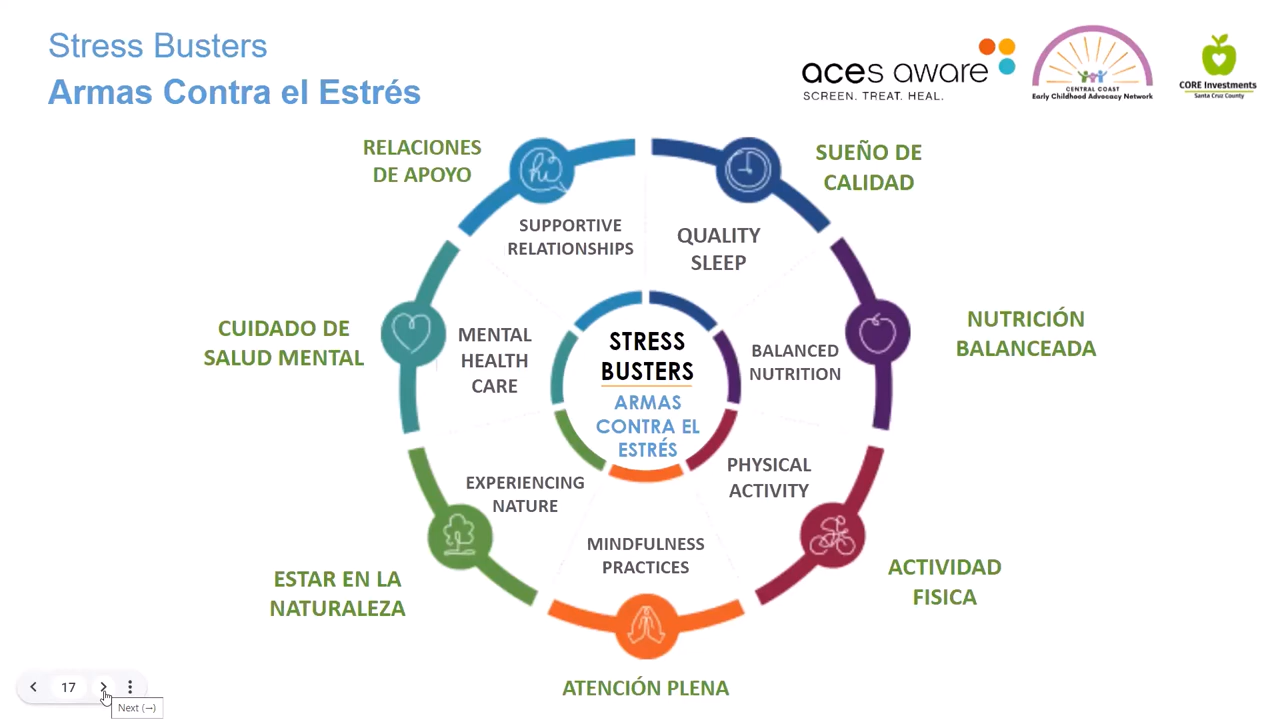 Stress Busters
Armas Contra el Estrés
aces aware
SCREEN. TREAT. HEAL.
CENTRAL COAST
Early Childhood Advocacy Network
CORE Investments
Santa Cruz County
RELACIONES
DE APOYO
hi
SUEÑO DE
CALIDAD
SUPPORTIVE
RELATIONSHIPS
QUALITY
SLEEP
CUIDADO DE
SALUD MENTAL
MENTAL
HEALTH
CARE
STRESS
BUSTERS
ARMAS
CONTRA EL
ESTRÉS
BALANCED
NUTRITION
NUTRICIÓN
BALANCEADA
EXPERIENCING
NATURE
PHYSICAL
ACTIVITY
MINDFULNESS
PRACTICES
ESTAR EN LA
NATURALEZA
ACTIVIDAD
FISICA
ATENCIÓN PLENA
17
Next (→)